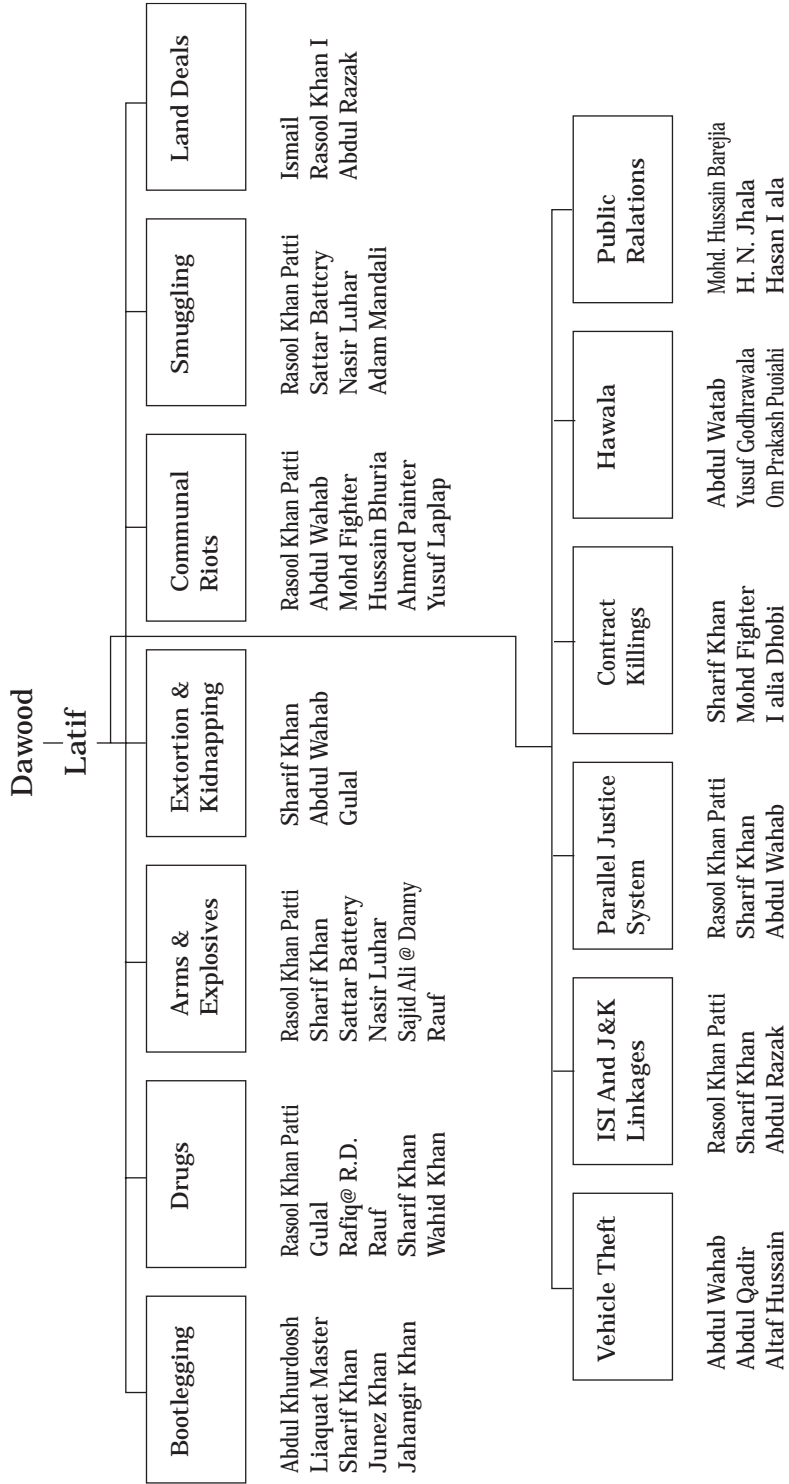 Dawood
Latif
Bootlegging
Abdul Khurdoosh
Liaquat Master
Sharif Khan
Junez Khan
Jahangir Khan
Drugs
Rasool Khan Patti
Gulal
Rafiq@ R.D.
Rauf
Sharif Khan
Wahid Khan
Arms &
Explosives
Rasool Khan Patti
Sharif Khan
Sattar Battery
Nasir Luhar
Sajid Ali @ Danny
Rauf
Extortion &
Kidnapping
Sharif Khan
Abdul Wahab
Gulal
Communal
Riots
Rasool Khan Patti
Abdul Wahab
Mohd Fighter
Hussain Bhuria
Ahmcd Painter
Yusuf Laplap
Smuggling
Rasool Khan Patti
Sattar Battcry
Nasir Luhar
Adam Mandali
Land Deals
Ismail
Rasool Khan I
Abdul Razak
Vehicle Theft
Abdul Wahab
Abdul Qadir
Altaf Hussain
ISI And J&K
Linkages
Rasool Khan Patti
Sharif Khan
Abdul Razak
Parallel Justice
System
Rasool Khan Patti
Sharif Khan
Abdul Wahab
Contract
Killings
Sharif Khan
Mohd Fighter
I alia Dhobi
Hawala
Abdul Watab
Yusuf Godhrawala
Om Prakash Puoiahi
Public
Ralations
Mohd. Hussain Barejia
H. N. Jhala
Hasan I ala